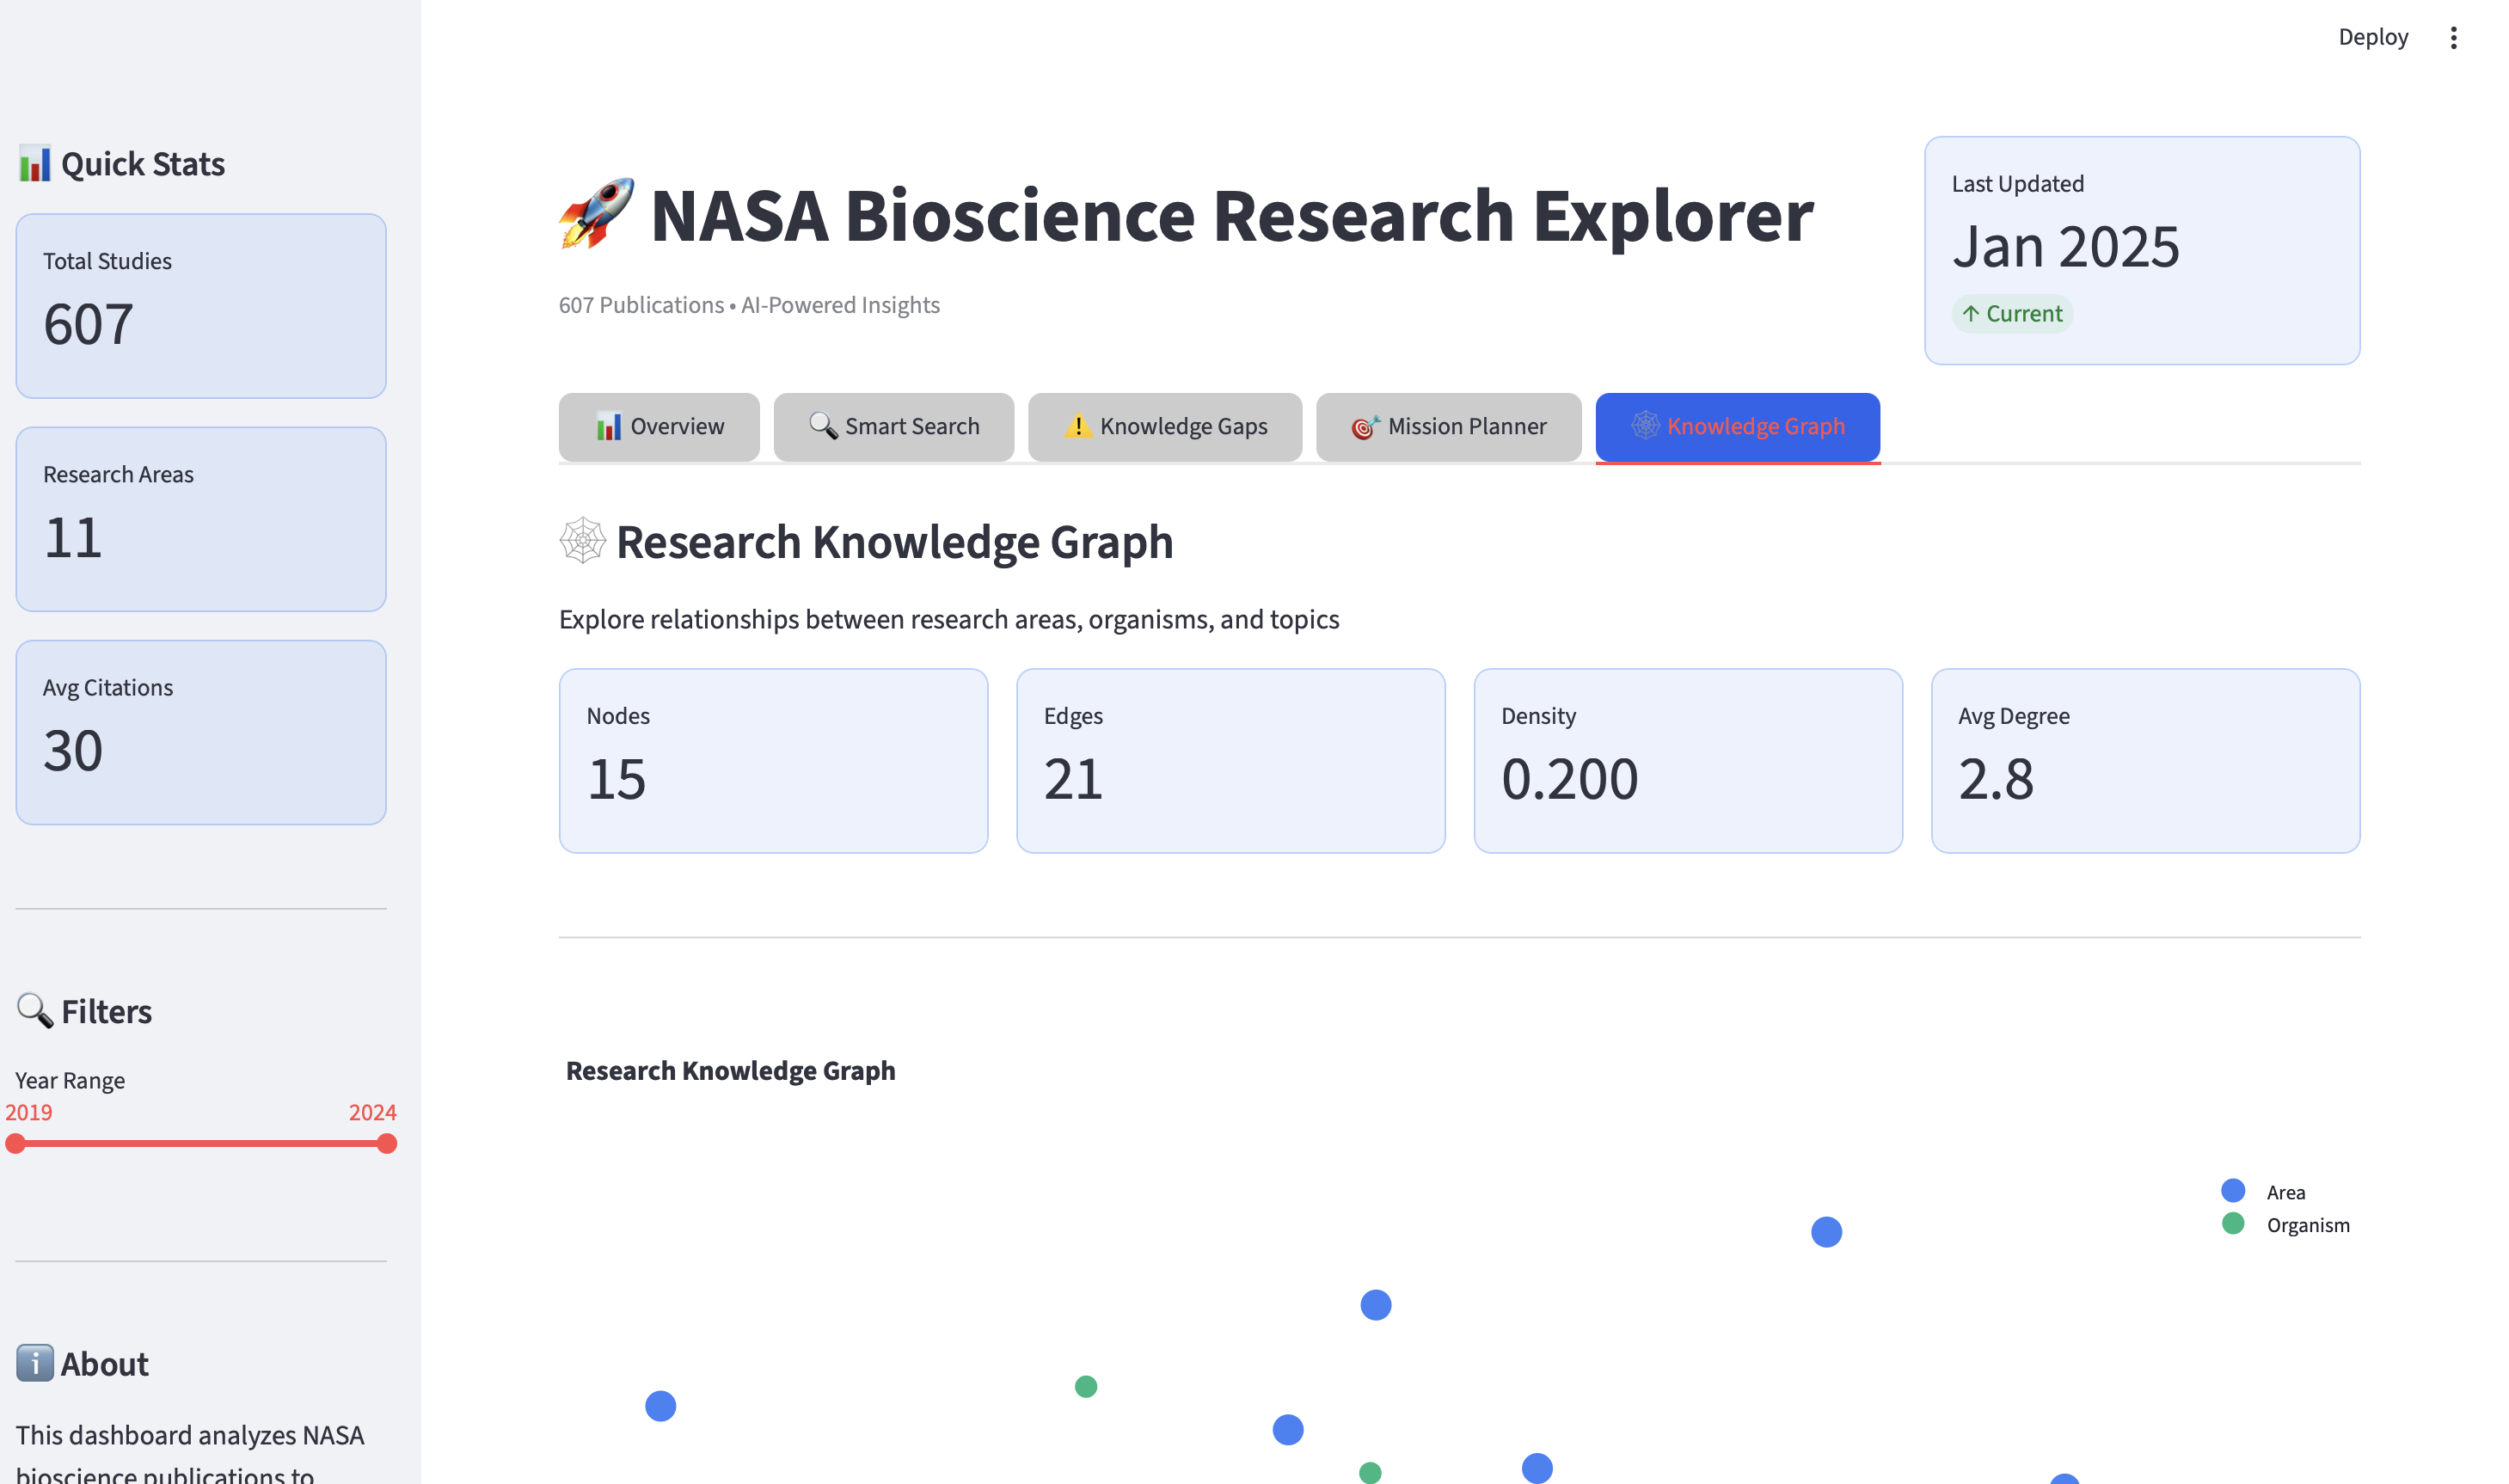 Deploy
Quick Stats
Total Studies
607
Research Areas
11
Avg Citations
30
Filters
Year Range
2019 2024
About
This dashboard analyzes NASA
bioscience publications to
NASA Bioscience Research Explorer
607 Publications • AI-Powered Insights
Last Updated
Jan 2025
↑ Current
Overview
Smart Search
Knowledge Gaps
Mission Planner
Knowledge Graph
Research Knowledge Graph
Explore relationships between research areas, organisms, and topics
Nodes
15
Edges
21
Density
0.200
Avg Degree
2.8
Research Knowledge Graph
Area
Organism